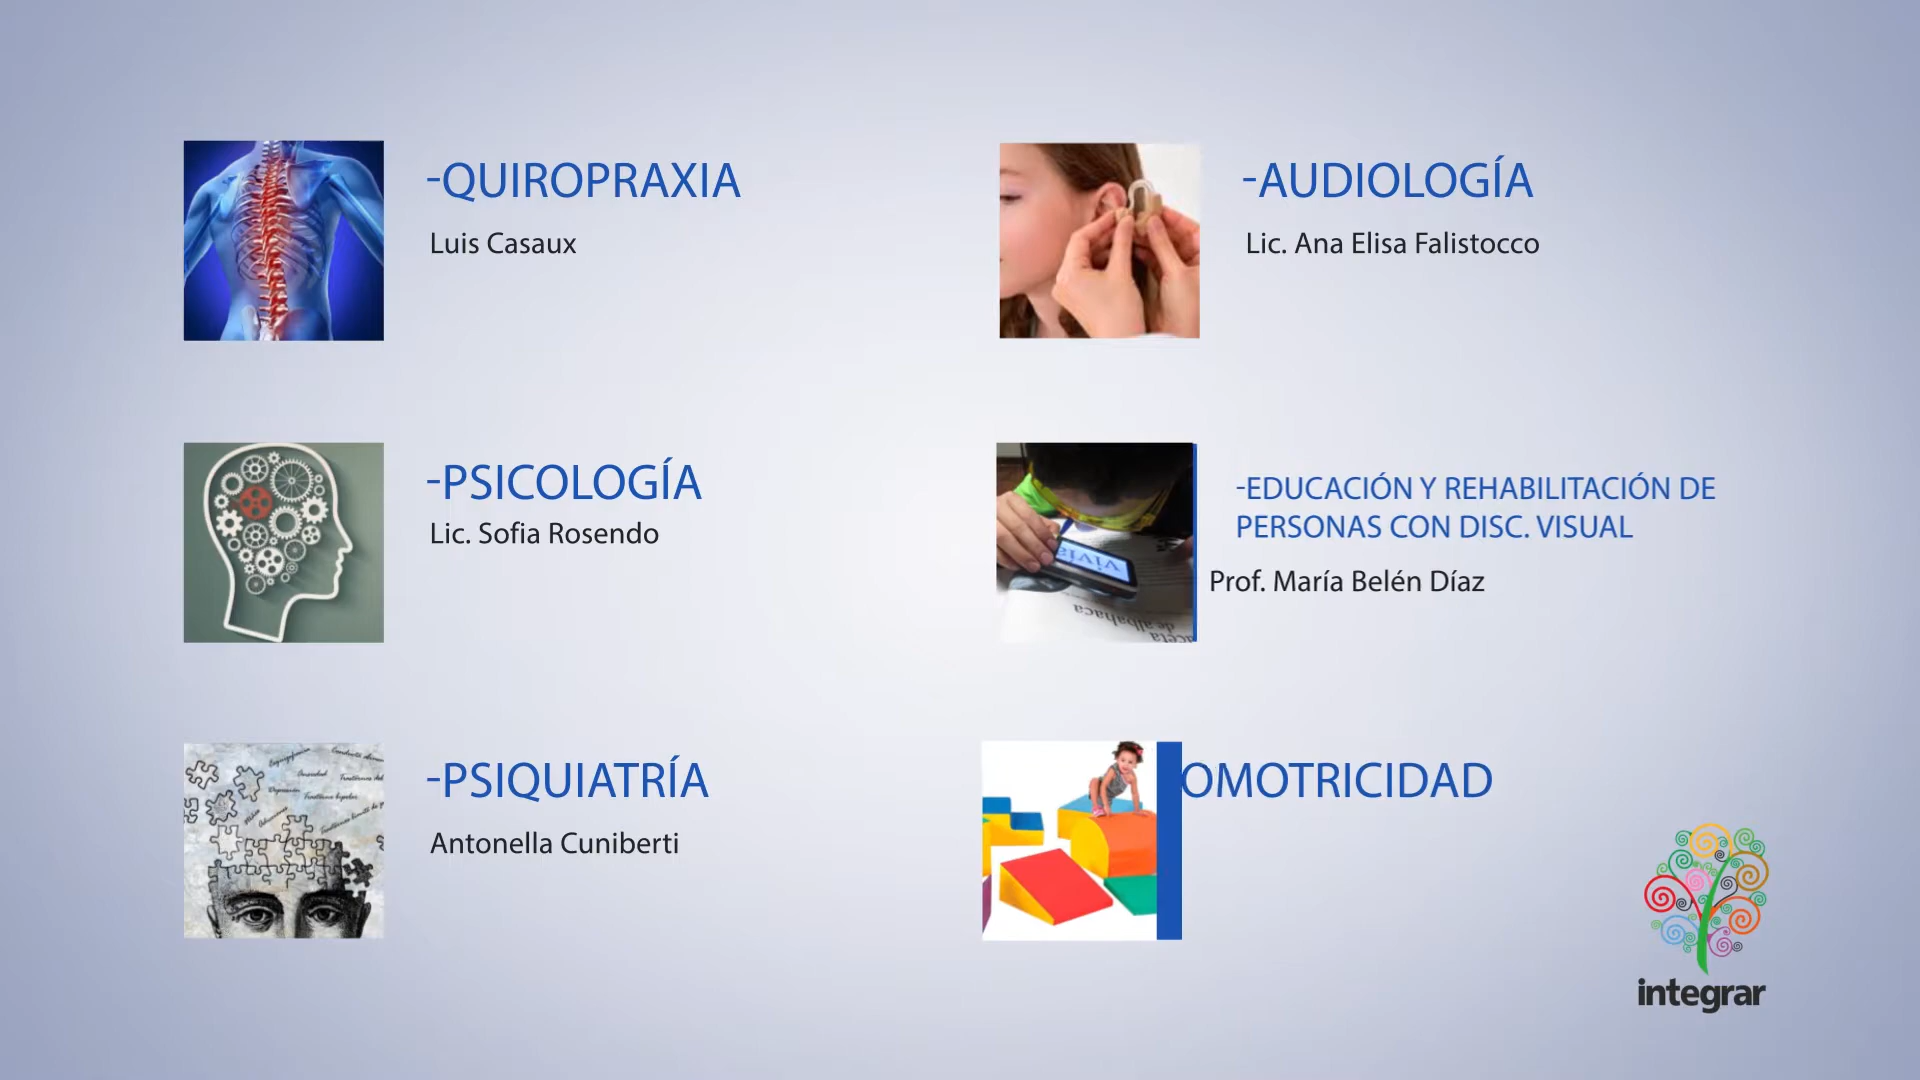 -QUIROPRAXIA
Luis Casaux
-PSICOLOGÍA
Lic. Sofia Rosendo
-PSIQUIATRÍA
Antonella Cuniberti
-AUDIOLOGÍA
Lic. Ana Elisa Falistocco
-EDUCACIÓN Y REHABILITACIÓN DE
PERSONAS CON DISC. VISUAL
Prof. María Belén Díaz
OMOTRICIDAD
integrar